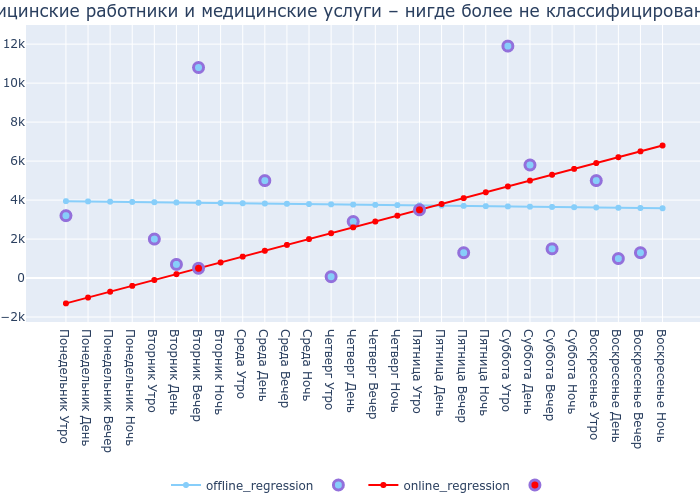 ицинские работники и медицинские услуги – нигде более не классифицирован
12k
10k
8k
6k
4k
2k
0
−2k
Понедельник Утро
Понедельник День
Понедельник Вечер
Понедельник Ночь
Вторник Утро
Вторник День
Вторник Вечер
Вторник Ночь
Среда Утро
Среда День
Среда Вечер
Среда Ночь
Четверг Утро
Четверг День
Четверг Вечер
Четверг Ночь
Пятница Утро
Пятница День
Пятница Вечер
Пятница Ночь
Суббота Утро
Суббота День
Суббота Вечер
Суббота Ночь
Воскресенье Утро
Воскресенье День
Воскресенье Вечер
Воскресенье Ночь
offline_regression online_regression